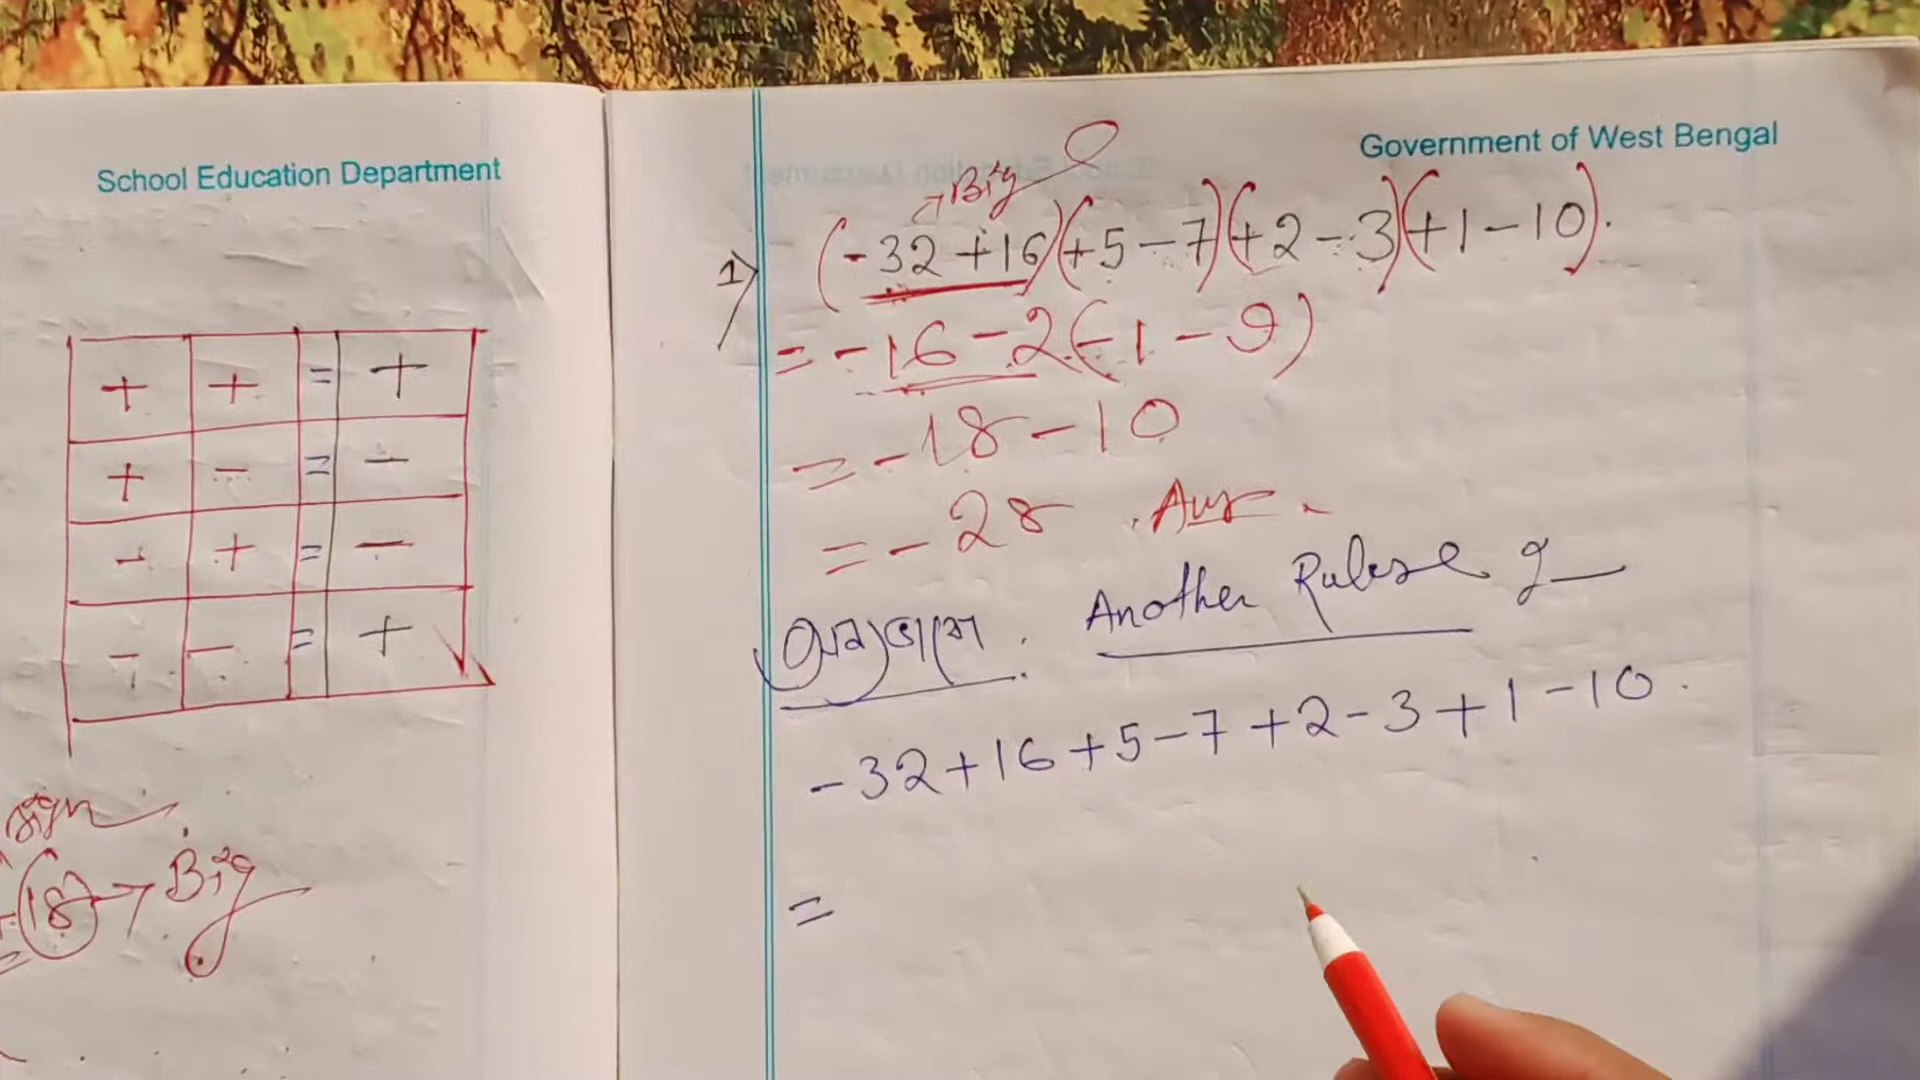 School Education Department
+ + = +
+ - = -
- + = -
- - = +
18 → Big
Government of West Bengal
→ Big
1) (-32+16)(+5-7)(+2-3)(+1-10).
= -16-2(-1-9)
= -18-10
= -28 Ans.
অন্যভাবে. Another Rulese
-32+16+5-7+2-3+1-10.
=